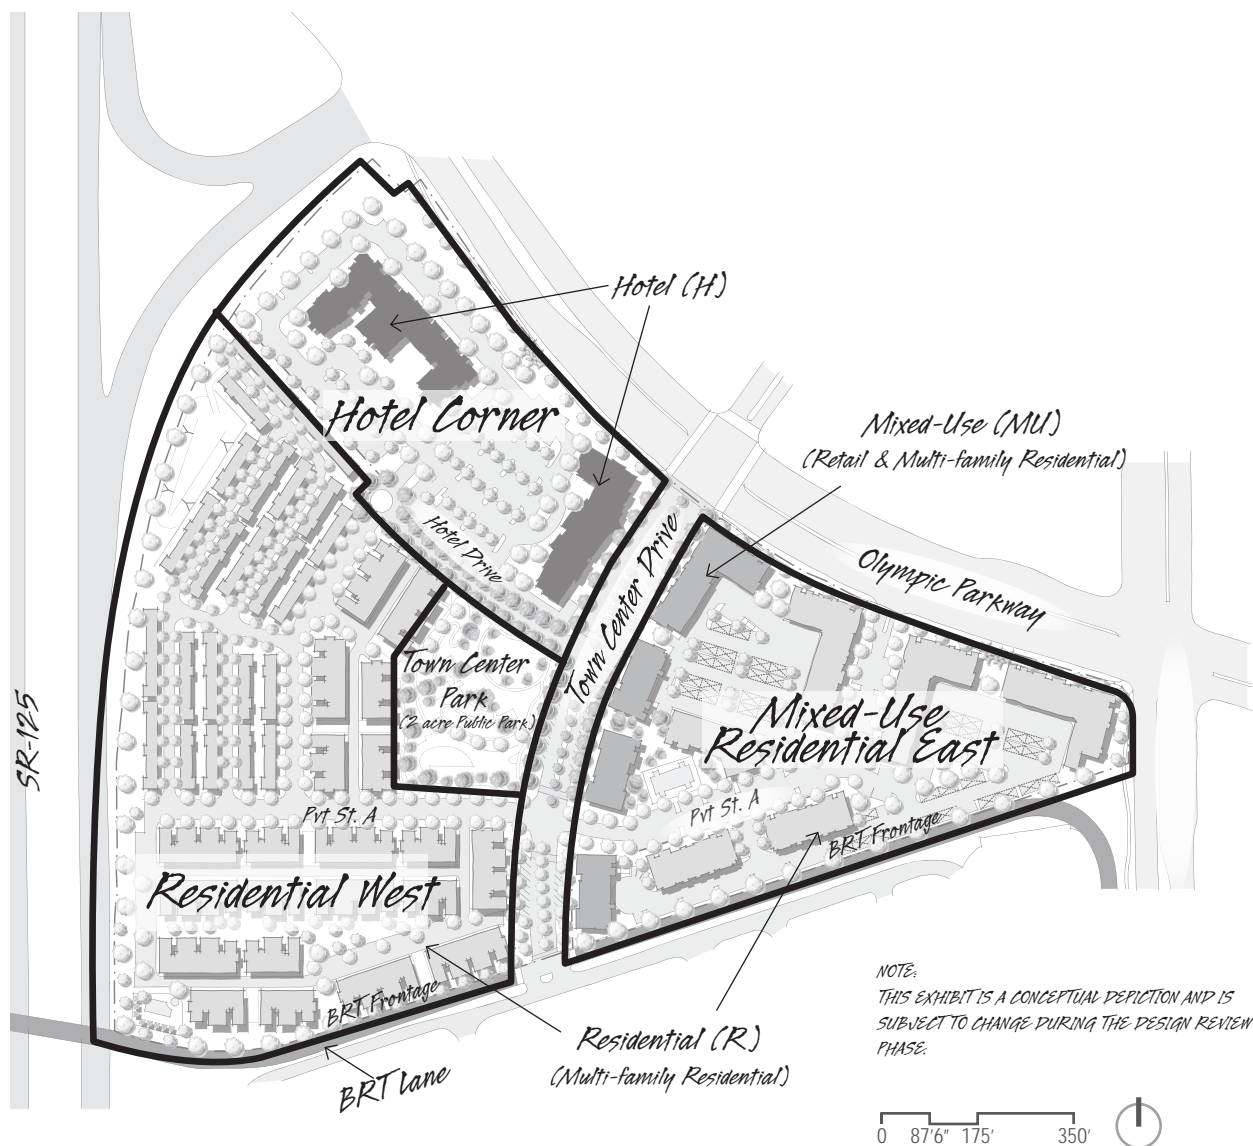 Hotel (H)
Hotel Corner
Mixed-Use (MU)
(Retail & Multi-family Residential)
Hotel Drive
Town Center Drive
Olympic Parkway
Town Center
Park
(2 acre Public Park)
SR-125
Mixed-Use
Residential East
Pvt St. A
Pvt St. A
BRT Frontage
Residential West
BRT Frontage
NOTE:
THIS EXHIBIT IS A CONCEPTUAL DEPICTION AND IS
SUBJECT TO CHANGE DURING THE DESIGN REVIEW
PHASE.
Residential (R)
(Multi-family Residential)
BRT Lane
0 87'6" 175' 350'